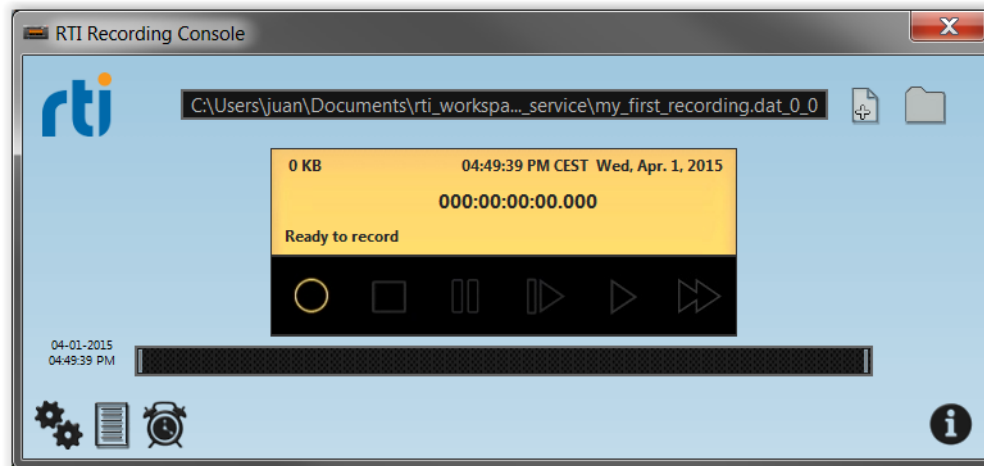 RTI Recording Console
rti
C:\Users\juan\Documents\rti_workspa..._service\my_first_recording.dat_0_0
0 KB 04:49:39 PM CEST Wed, Apr. 1, 2015
000:00:00:00.000
Ready to record
04-01-2015
04:49:39 PM